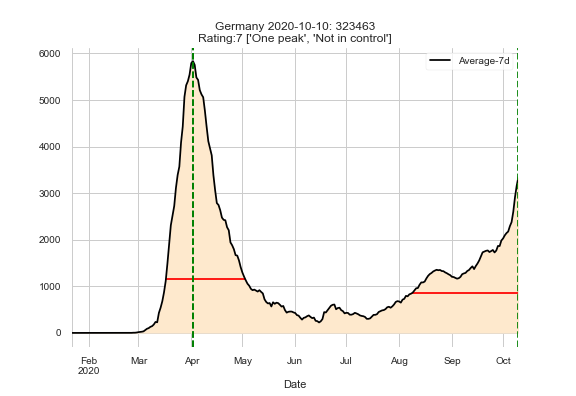 Germany 2020-10-10: 323463
Rating:7 ['One peak', 'Not in control']
Average-7d
6000
5000
4000
3000
2000
1000
0
Feb Mar Apr May Jun Jul Aug Sep Oct
2020
Date